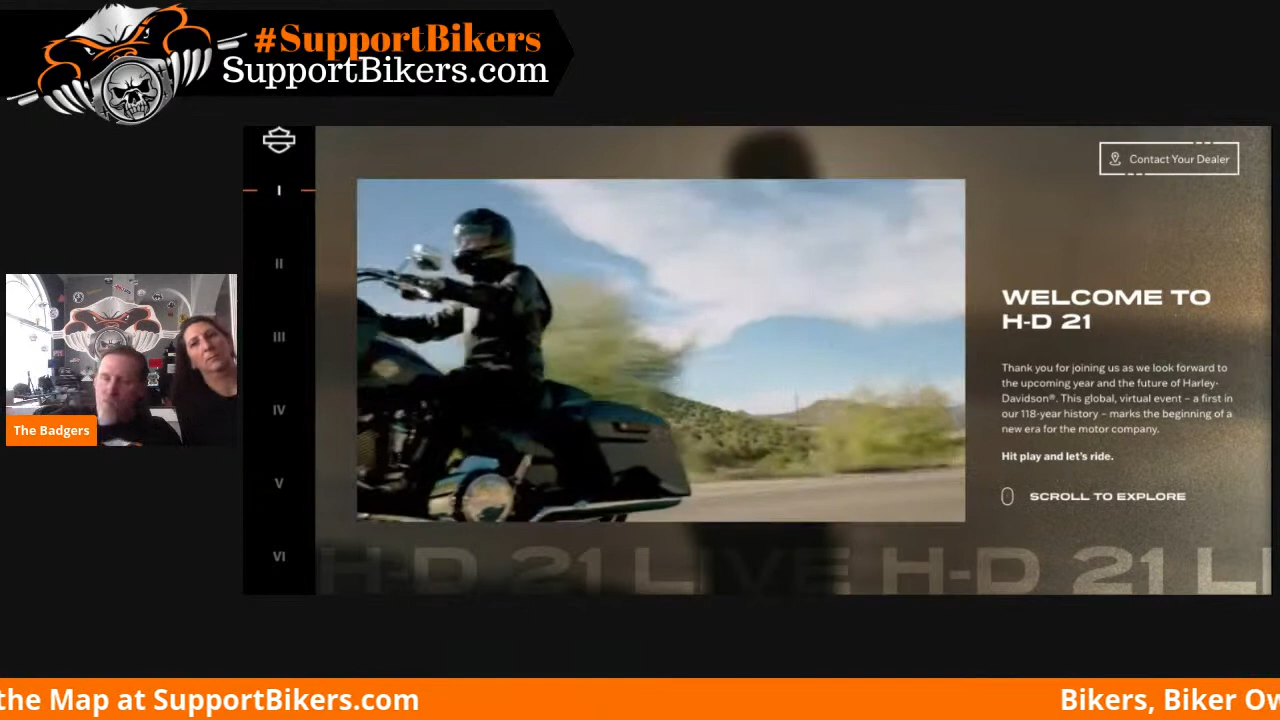 #SupportBikers
SupportBikers.com
Contact Your Dealer
I
II
III
IV
V
VI
WELCOME TO
H-D 21
Thank you for joining us as we look forward to
the upcoming year and the future of Harley-
Davidson®. This global, virtual event – a first in
our 118-year history – marks the beginning of a
new era for the motor company.
Hit play and let's ride.
SCROLL TO EXPLORE
The Badgers
H-D 21 LIVE H-D 21 LI
the Map at SupportBikers.com
Bikers, Biker Ow